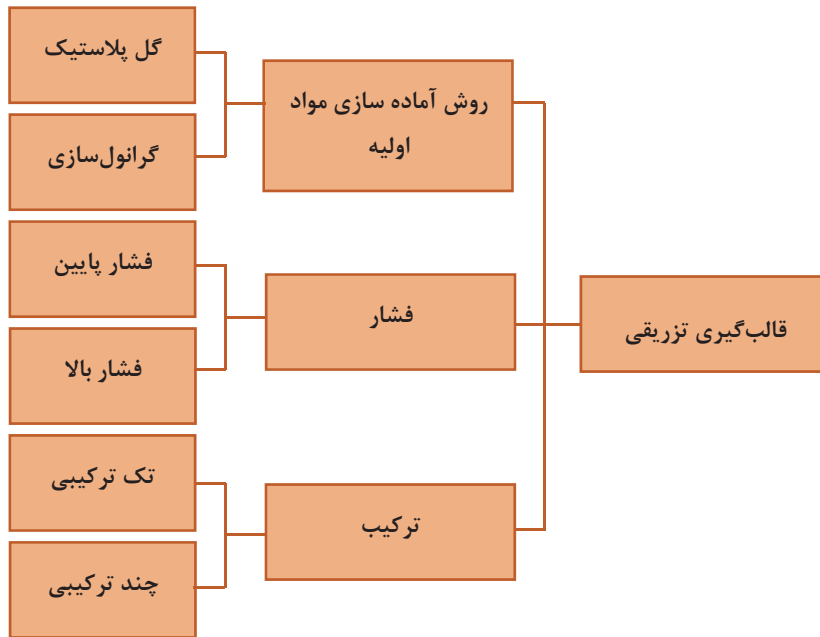 قالب‌گیری تزریقی
روش آماده سازی مواد
اولیه
گل پلاستیک
گرانول‌سازی
فشار
فشار پایین
فشار بالا
ترکیب
تک ترکیبی
چند ترکیبی